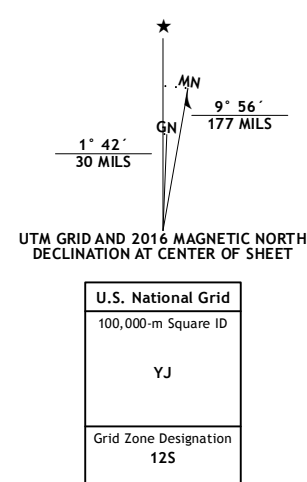 ★
MN
GN
9° 56´
177 MILS
1° 42´
30 MILS
UTM GRID AND 2016 MAGNETIC NORTH
DECLINATION AT CENTER OF SHEET
U.S. National Grid
100,000-m Square ID
YJ
Grid Zone Designation
12S